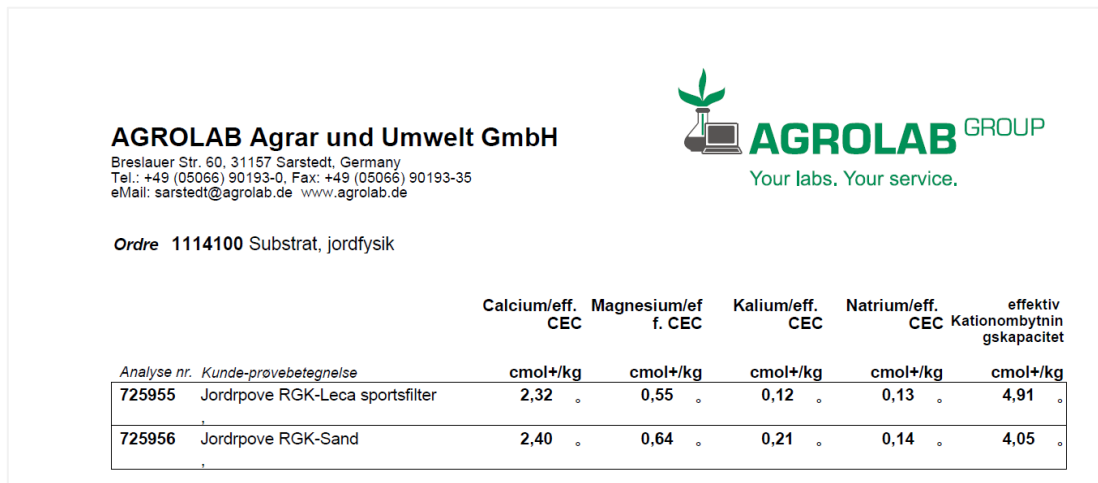 AGROLAB Agrar und Umwelt GmbH
Breslauer Str. 60, 31157 Sarstedt, Germany
Tel.: +49 (05066) 90193-0, Fax: +49 (05066) 90193-35
eMail: sarstedt@agrolab.de www.agrolab.de
AGROLAB GROUP
Your labs. Your service.
Ordre 1114100 Substrat, jordfysik
Calcium/eff. Magnesium/ef Kalium/eff. Natrium/eff. effektiv
CEC f. CEC CEC CEC Kationombytnin
gskapacitet
Analyse nr. Kunde-prøvebetegnelse cmol+/kg cmol+/kg cmol+/kg cmol+/kg cmol+/kg
725955 Jordrpove RGK-Leca sportsfilter 2,32 ° 0,55 ° 0,12 ° 0,13 ° 4,91 °
,
725956 Jordrpove RGK-Sand 2,40 ° 0,64 ° 0,21 ° 0,14 ° 4,05 °
,